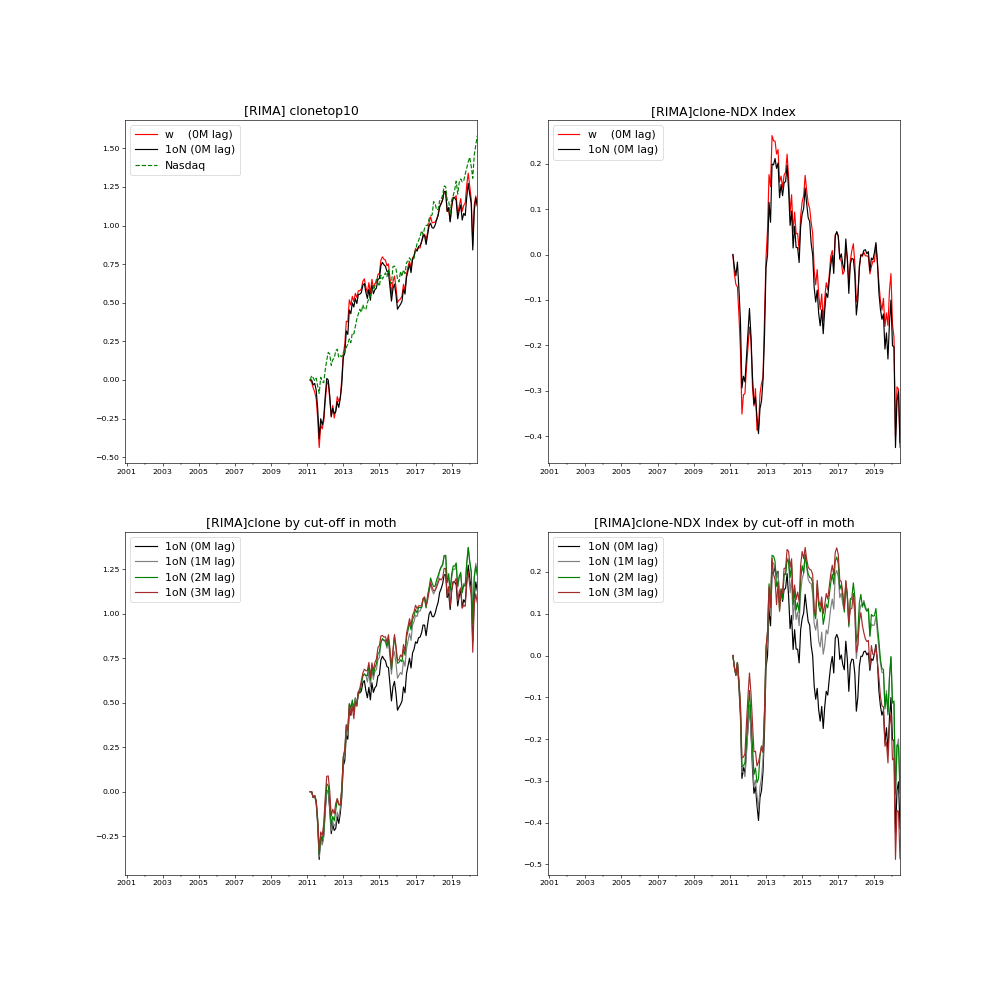 [RIMA] clonetop10
w (0M lag)
1oN (0M lag)
Nasdaq
1.50
1.25
1.00
0.75
0.50
0.25
0.00
−0.25
−0.50
2001 2003 2005 2007 2009 2011 2013 2015 2017 2019
[RIMA]clone-NDX Index
w (0M lag)
1oN (0M lag)
0.2
0.1
0.0
−0.1
−0.2
−0.3
−0.4
2001 2003 2005 2007 2009 2011 2013 2015 2017 2019
[RIMA]clone by cut-off in moth
1oN (0M lag)
1oN (1M lag)
1oN (2M lag)
1oN (3M lag)
1.25
1.00
0.75
0.50
0.25
0.00
−0.25
2001 2003 2005 2007 2009 2011 2013 2015 2017 2019
[RIMA]clone-NDX Index by cut-off in moth
1oN (0M lag)
1oN (1M lag)
1oN (2M lag)
1oN (3M lag)
0.2
0.1
0.0
−0.1
−0.2
−0.3
−0.4
−0.5
2001 2003 2005 2007 2009 2011 2013 2015 2017 2019